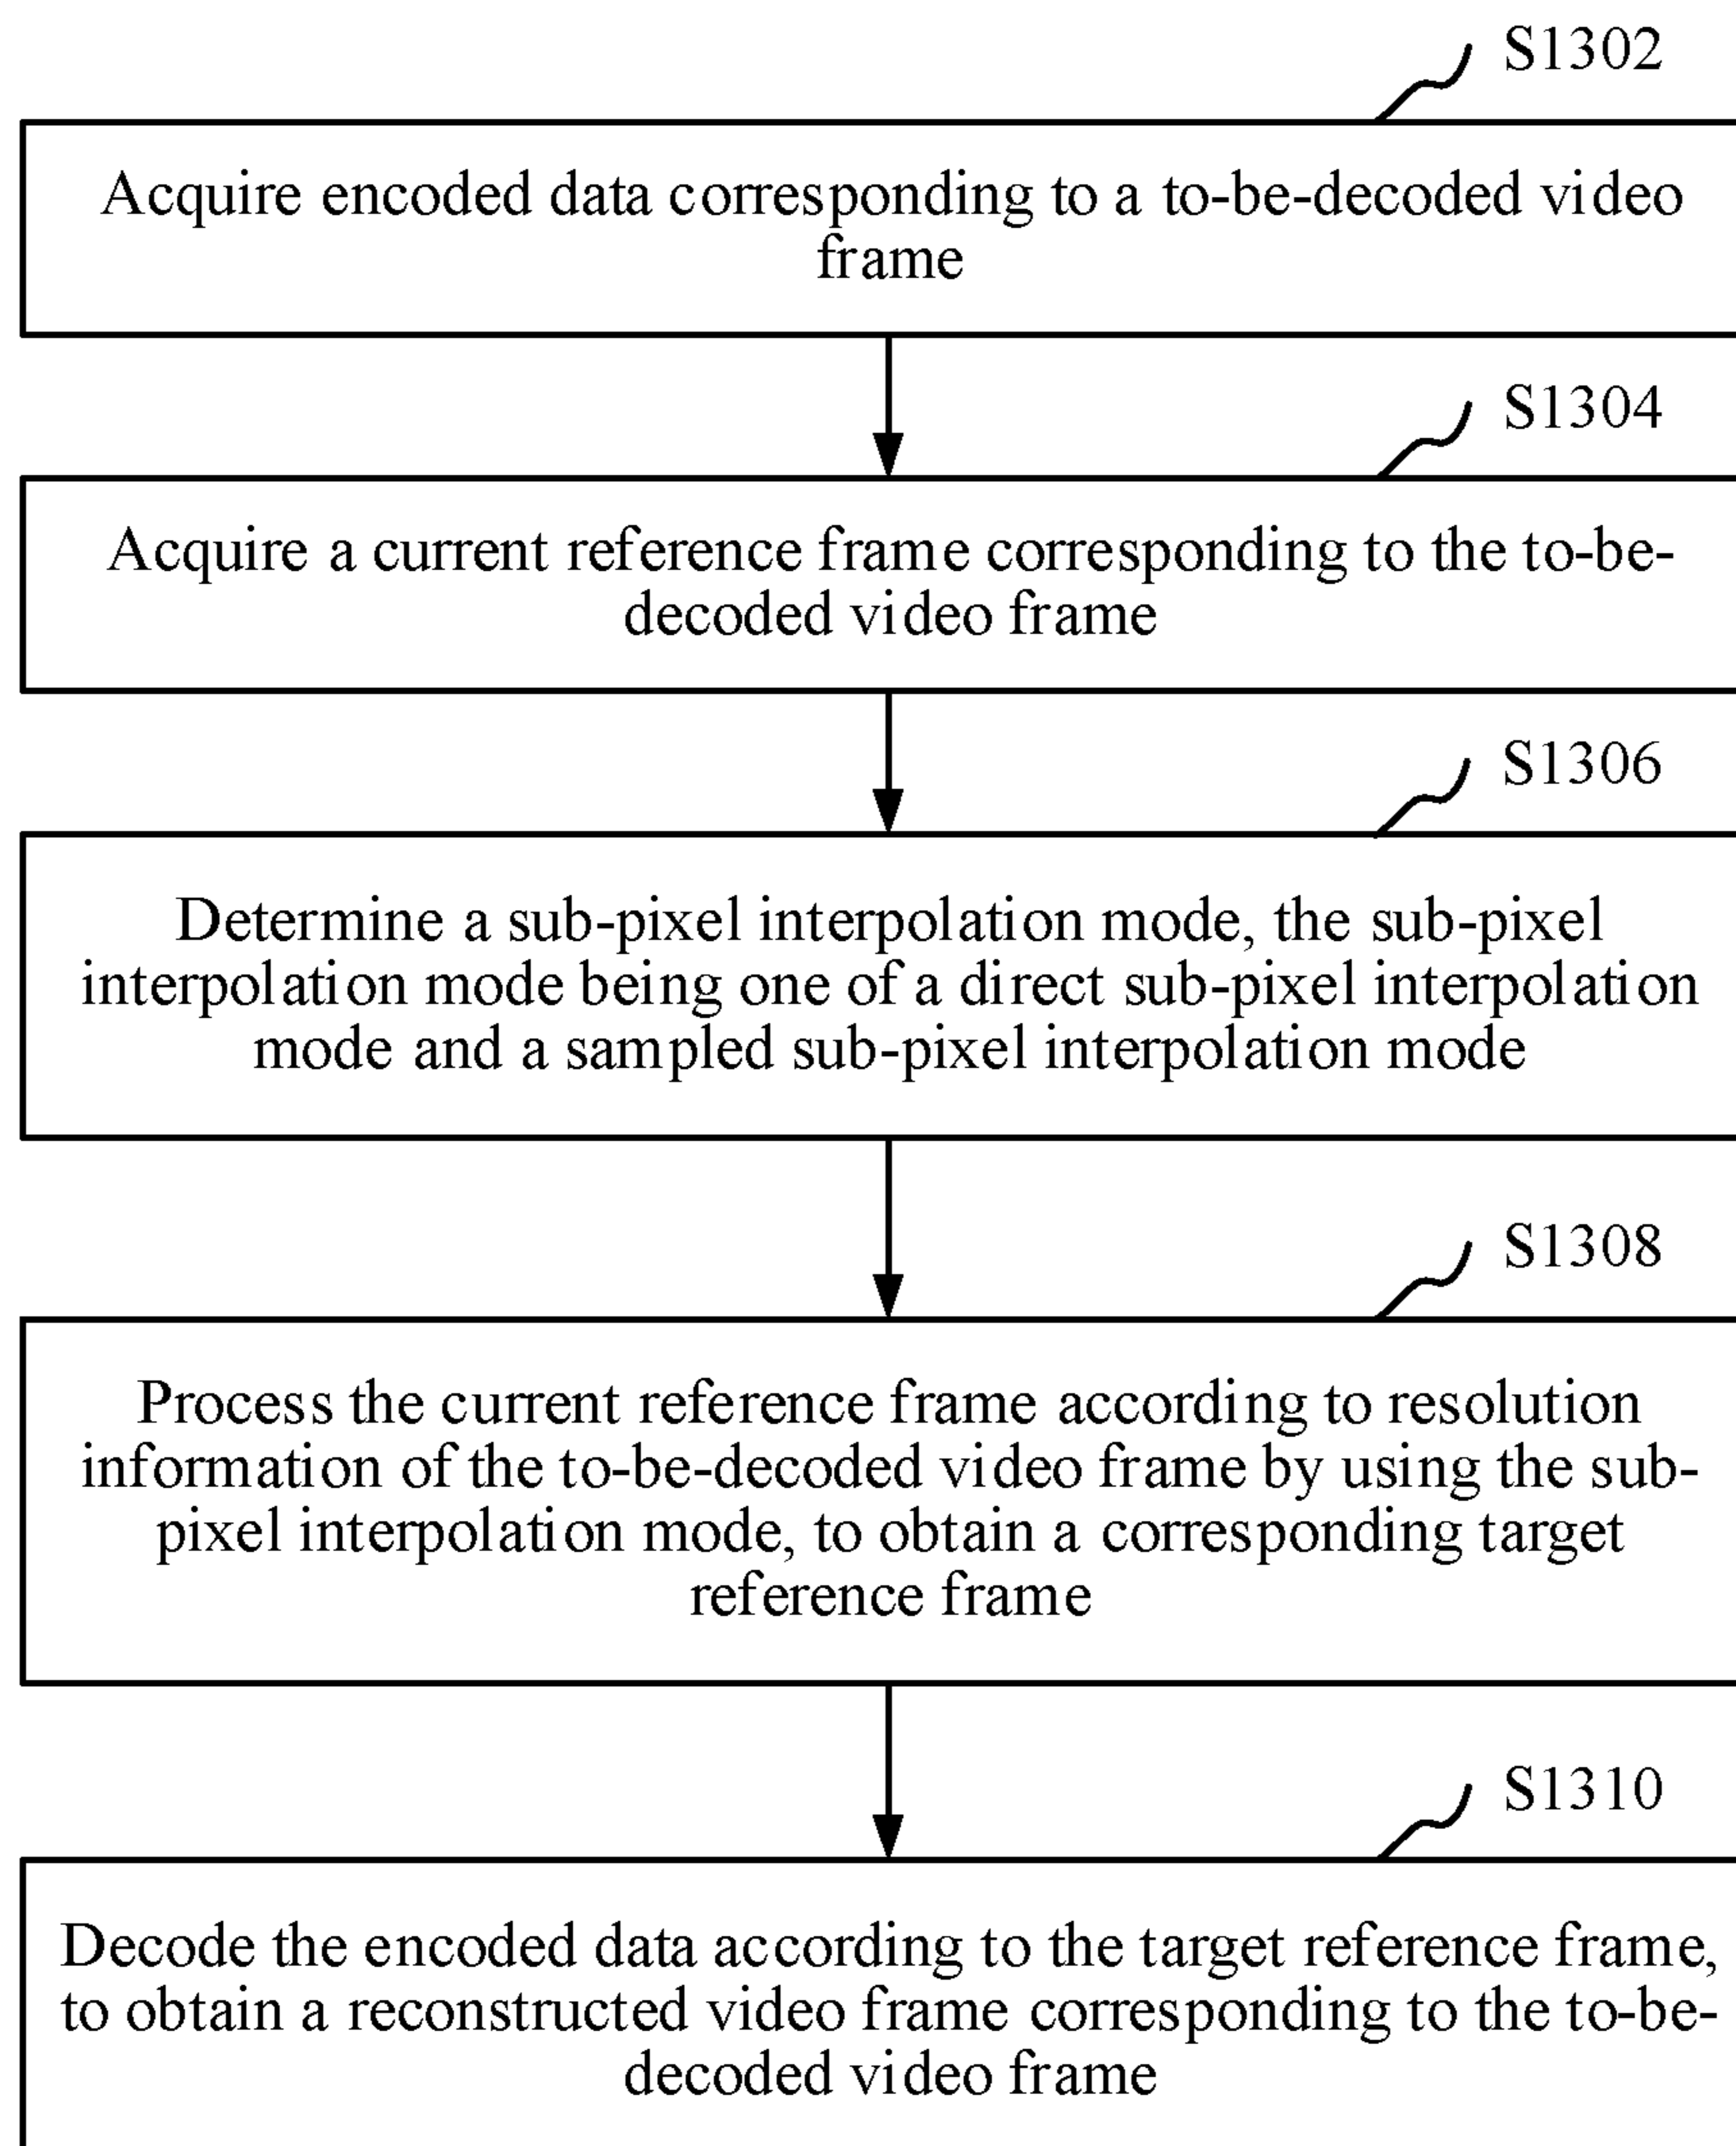 S1302
Acquire encoded data corresponding to a to-be-decoded video
frame
S1304
Acquire a current reference frame corresponding to the to-be-
decoded video frame
S1306
Determine a sub-pixel interpolation mode, the sub-pixel
interpolation mode being one of a direct sub-pixel interpolation
mode and a sampled sub-pixel interpolation mode
S1308
Process the current reference frame according to resolution
information of the to-be-decoded video frame by using the sub-
pixel interpolation mode, to obtain a corresponding target
reference frame
S1310
Decode the encoded data according to the target reference frame,
to obtain a reconstructed video frame corresponding to the to-be-
decoded video frame